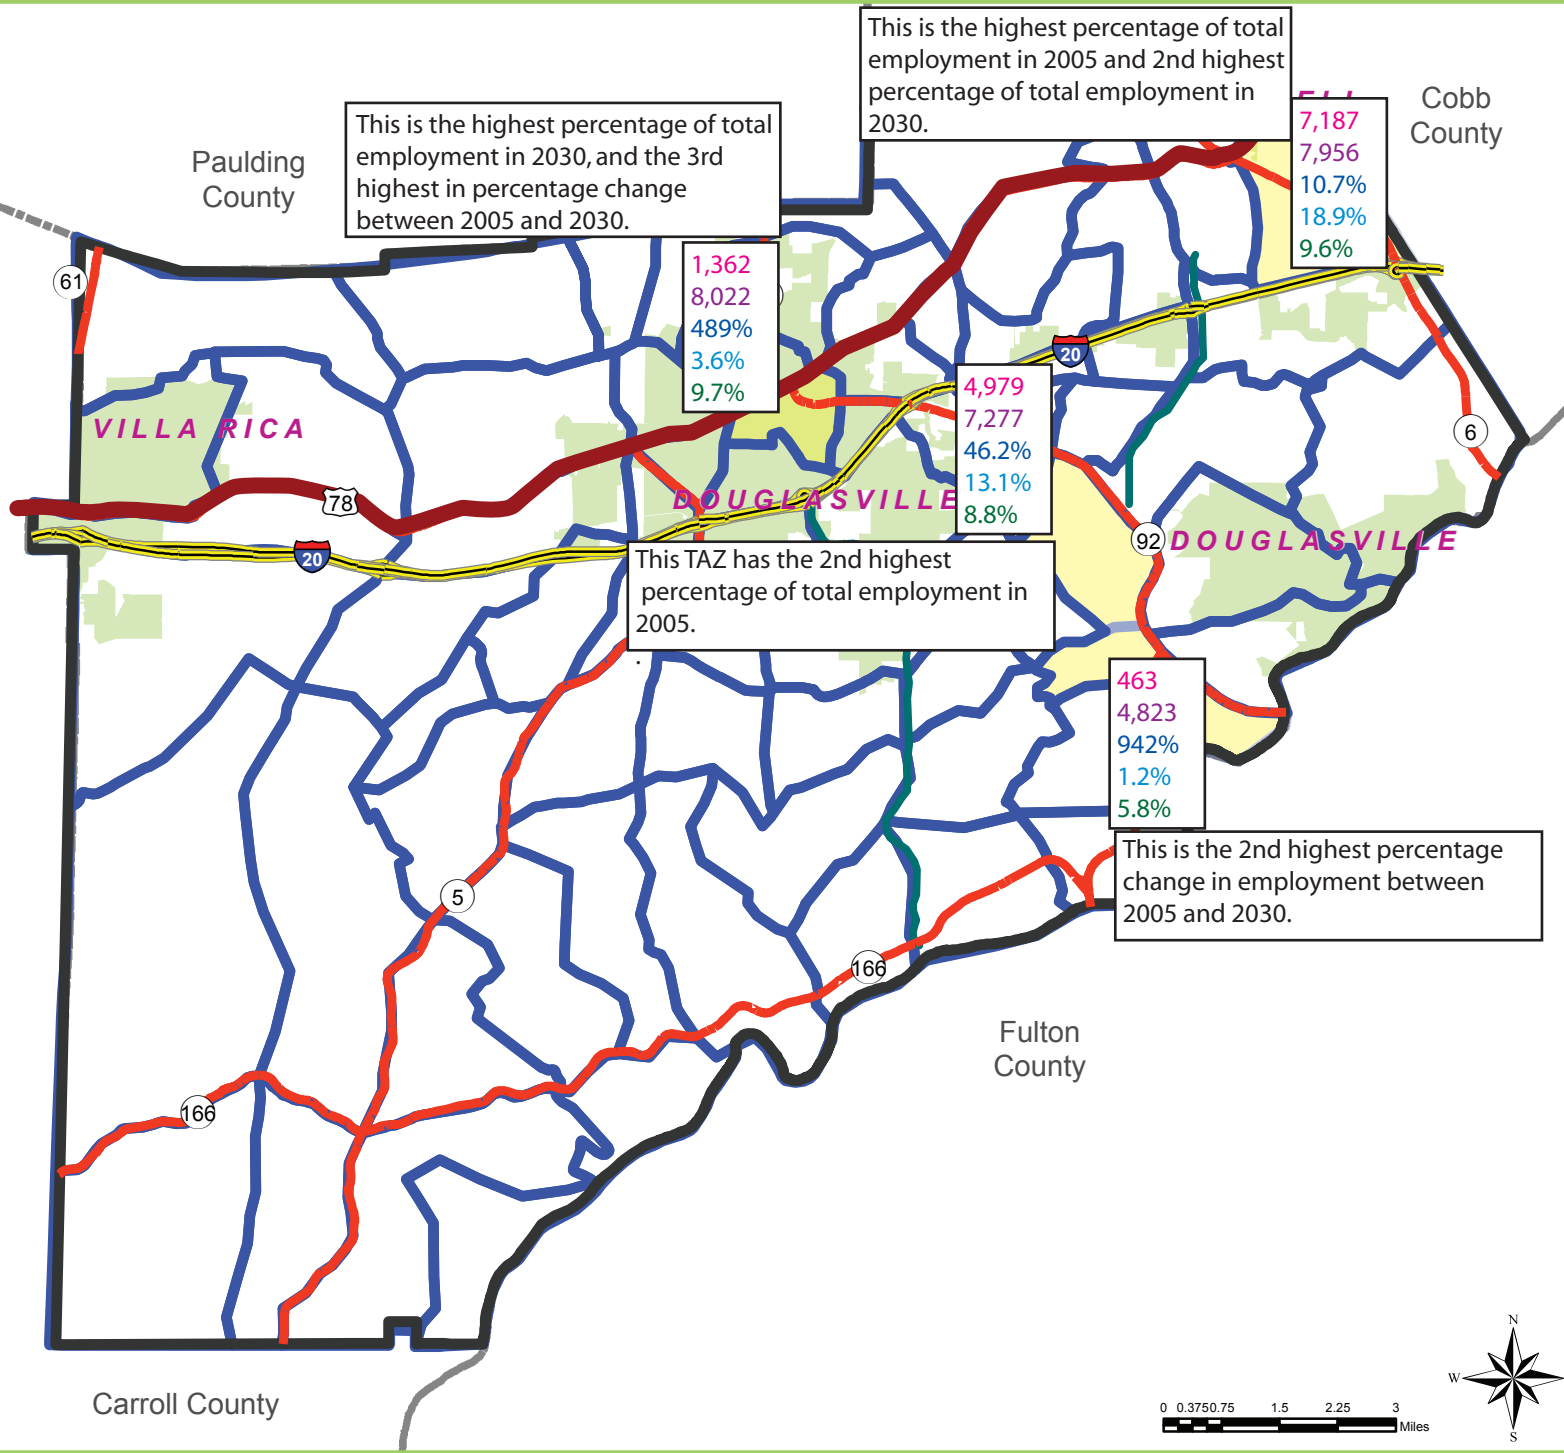 This is the highest percentage of total
employment in 2005 and 2nd highest
percentage of total employment in
2030.
Cobb
County
This is the highest percentage of total
employment in 2030, and the 3rd
highest in percentage change
between 2005 and 2030.
7,187
7,956
10.7%
18.9%
9.6%
Paulding
County
61
1,362
8,022
489%
3.6%
9.7%
20
4,979
7,277
46.2%
13.1%
8.8%
VILLA RICA
6
78
DOUGLASVILLE
92
DOUGLASVILLE
20
This TAZ has the 2nd highest
percentage of total employment in
2005.
.
463
4,823
942%
1.2%
5.8%
This is the 2nd highest percentage
change in employment between
2005 and 2030.
5
166
Fulton
County
166
Carroll County
N
W
S
0 0.375 0.75 1.5 2.25 3
Miles